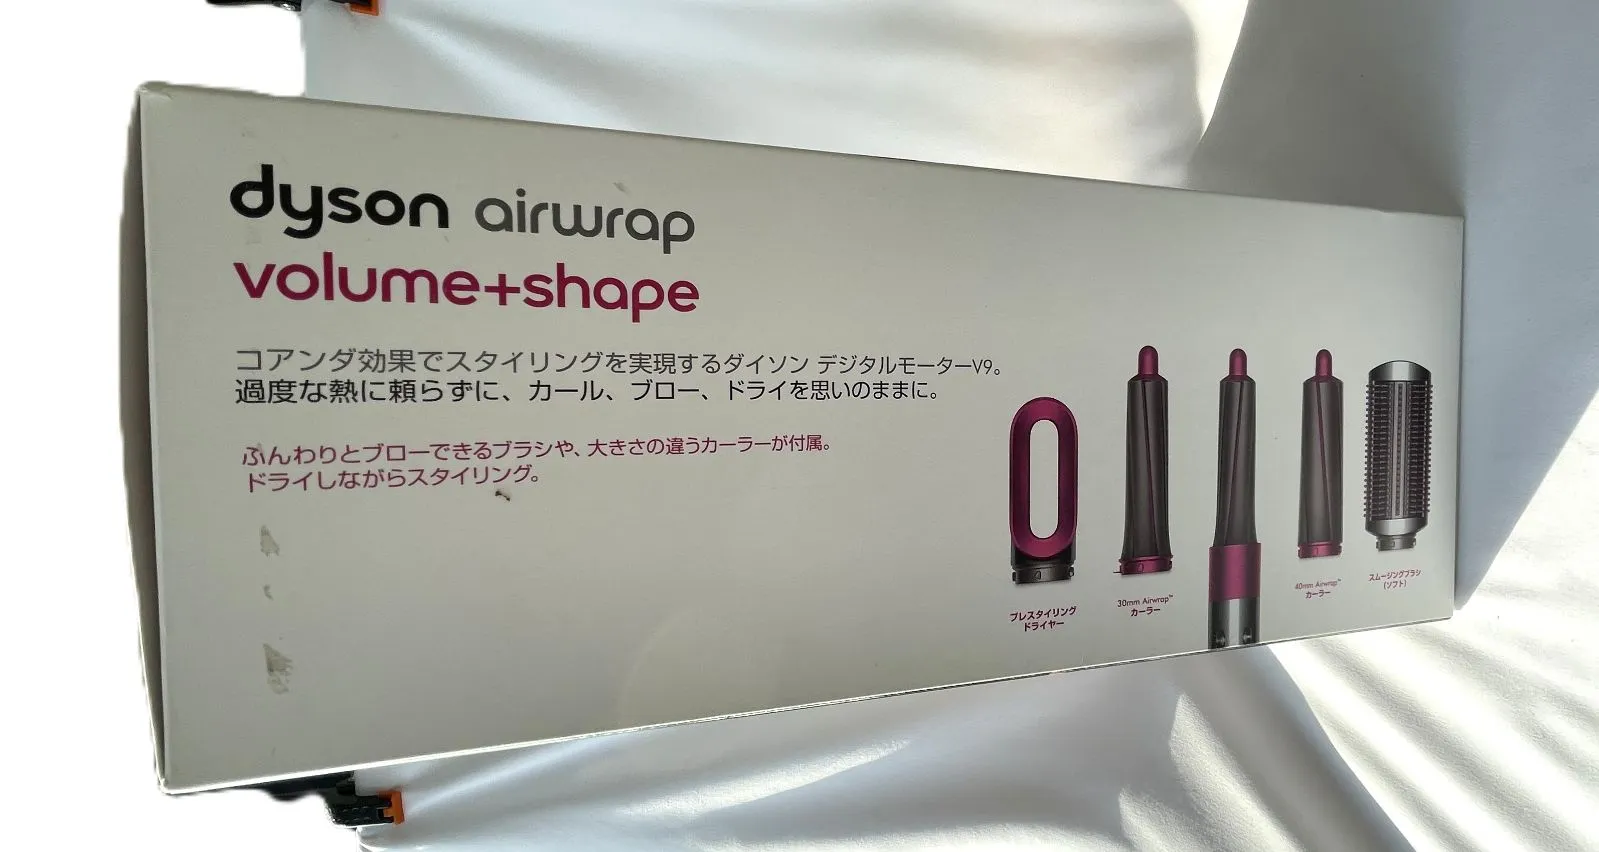 dyson airwrap
volume+shape
コアンダ効果でスタイリングを実現するダイソン デジタルモーターV9。
過度な熱に頼らずに、カール、ブロー、ドライを思いのままに。
ふんわりとブローできるブラシや、大きさの違うカーラーが付属。
ドライしながらスタイリング。
プレスタイリング
ドライヤー
30mm Airwrap™
カーラー
40mm Airwrap™
カーラー
スムージングブラシ
(ソフト)